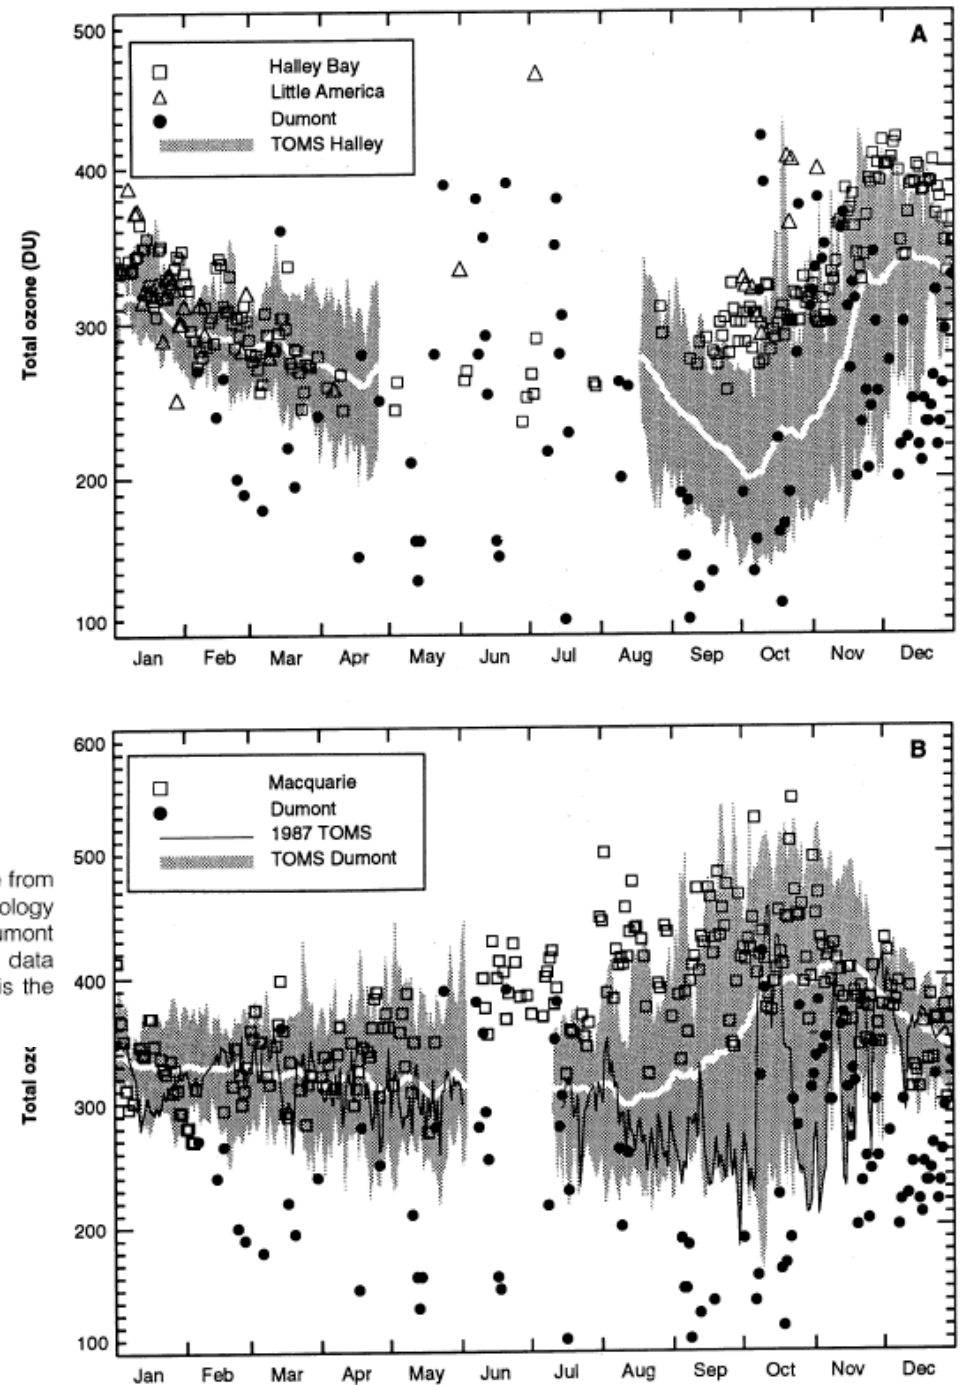 A
500
400
300
200
100
Total ozone (DU)
Halley Bay
Little America
Dumont
TOMS Halley
Jan Feb Mar Apr May Jun Jul Aug Sep Oct Nov Dec
B
600
500
400
300
200
100
Macquarie
Dumont
1987 TOMS
TOMS Dumont
from
ology
umont
data
is the
Total ozc
Jan Feb Mar Apr May Jun Jul Aug Sep Oct Nov Dec